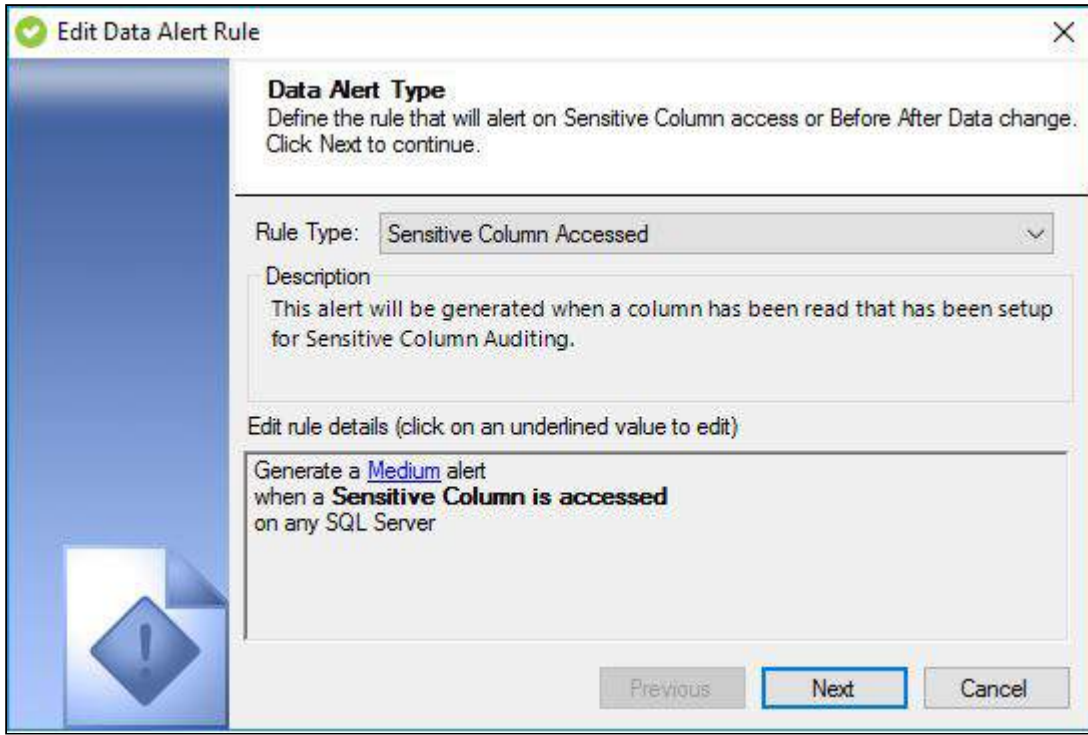 Edit Data Alert Rule
Data Alert Type
Define the rule that will alert on Sensitive Column access or Before After Data change.
Click Next to continue.
Rule Type: Sensitive Column Accessed
Description
This alert will be generated when a column has been read that has been setup
for Sensitive Column Auditing.
Edit rule details (click on an underlined value to edit)
Generate a Medium alert
when a Sensitive Column is accessed
on any SQL Server
Previous Next Cancel